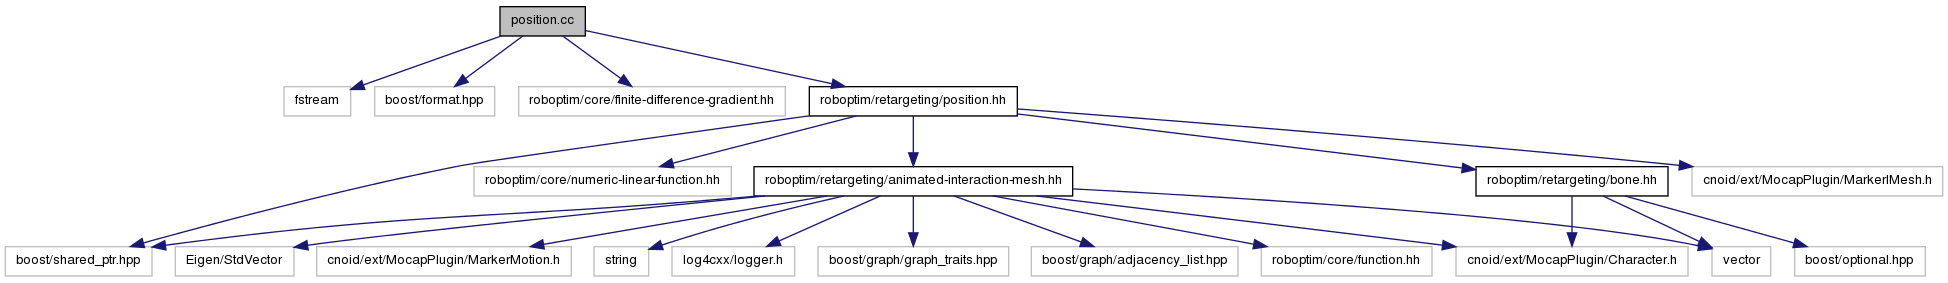 position.cc
fstream
boost/format.hpp
roboptim/core/finite-difference-gradient.hh
roboptim/retargeting/position.hh
roboptim/core/numeric-linear-function.hh
roboptim/retargeting/animated-interaction-mesh.hh
roboptim/retargeting/bone.hh
cnoid/ext/MocapPlugin/MarkerIMesh.h
boost/shared_ptr.hpp
Eigen/StdVector
cnoid/ext/MocapPlugin/MarkerMotion.h
string
log4cxx/logger.h
boost/graph/graph_traits.hpp
boost/graph/adjacency_list.hpp
roboptim/core/function.hh
cnoid/ext/MocapPlugin/Character.h
vector
boost/optional.hpp